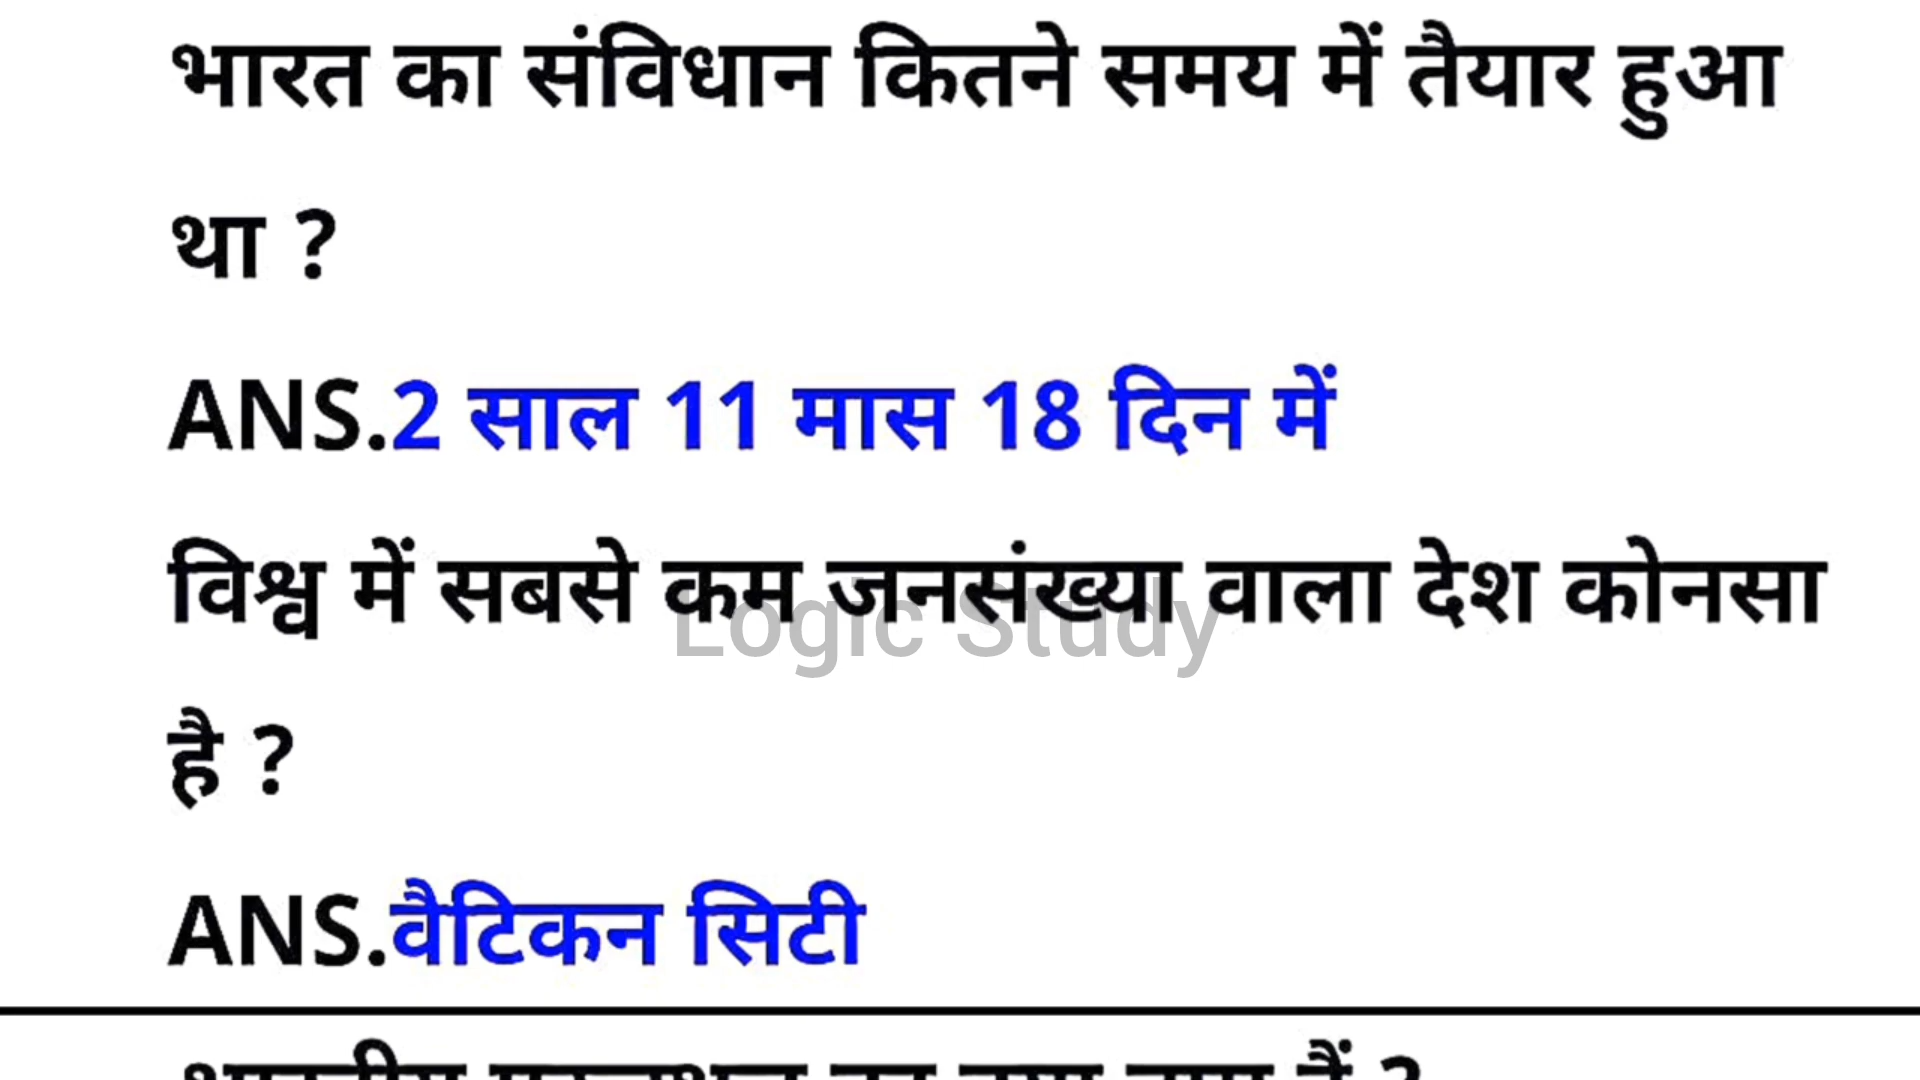 भारत का संविधान कितने समय में तैयार हुआ
था ?
ANS.2 साल 11 मास 18 दिन में
विश्व में सबसे कम जनसंख्या वाला देश कोनसा
Logic Study
है ?
ANS.वैटिकन सिटी